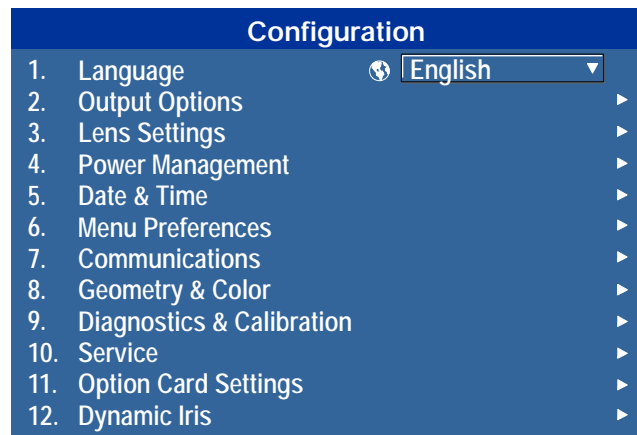 Configuration
1. Language English
2. Output Options
3. Lens Settings
4. Power Management
5. Date & Time
6. Menu Preferences
7. Communications
8. Geometry & Color
9. Diagnostics & Calibration
10. Service
11. Option Card Settings
12. Dynamic Iris